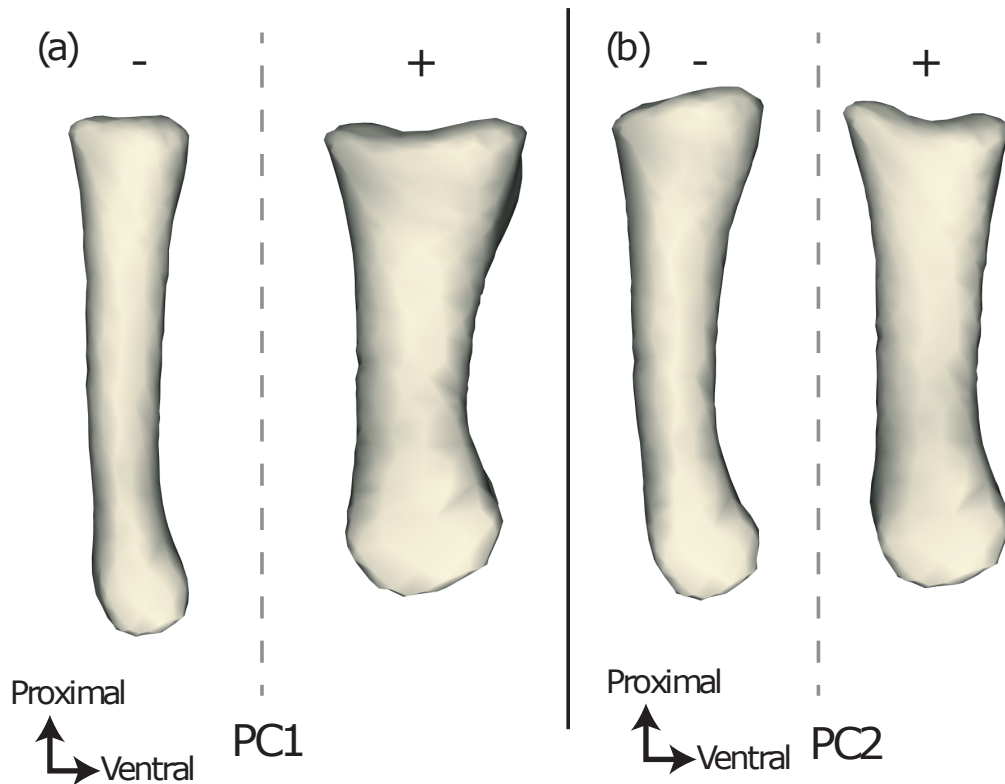 (a)
- +
(b)
- +
Proximal
Ventral
PC1
Proximal
Ventral
PC2